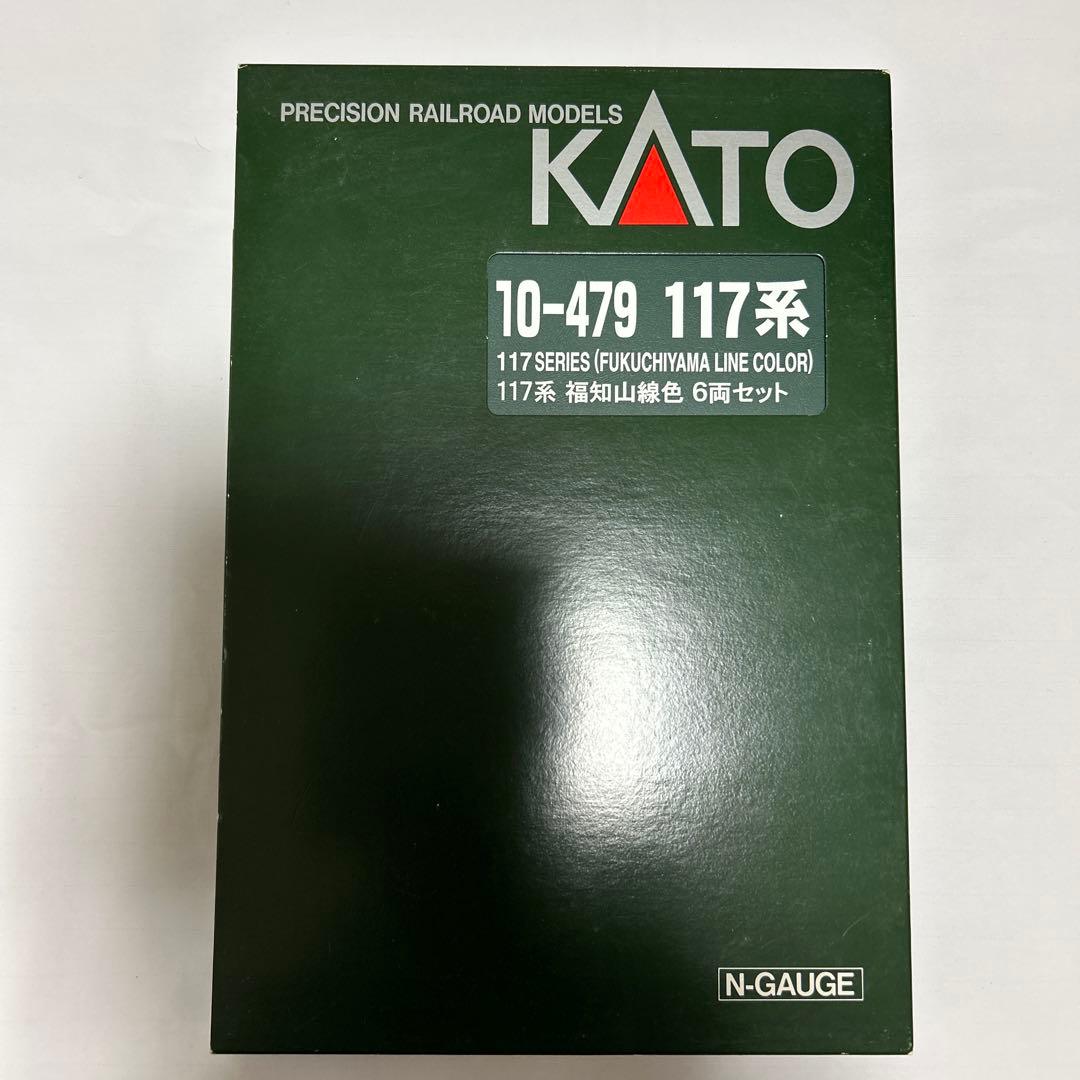 PRECISION RAILROAD MODELS
KATO
10-479 117系
117 SERIES (FUKUCHIYAMA LINE COLOR)
117系 福知山線色 6両セット
N-GAUGE